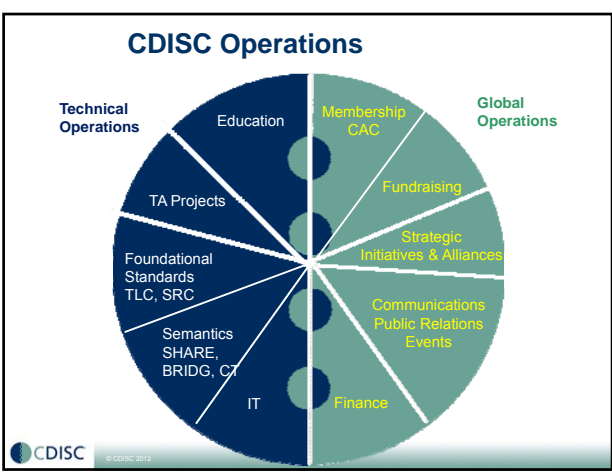 CDISC Operations
Technical
Operations
Global
Operations
Education
Membership
CAC
TA Projects
Fundraising
Strategic
Initiatives & Alliances
Foundational
Standards
TLC, SRC
Communications
Public Relations
Events
Semantics
SHARE,
BRIDG, CT
IT
Finance
CDISC
© CDISC 2012